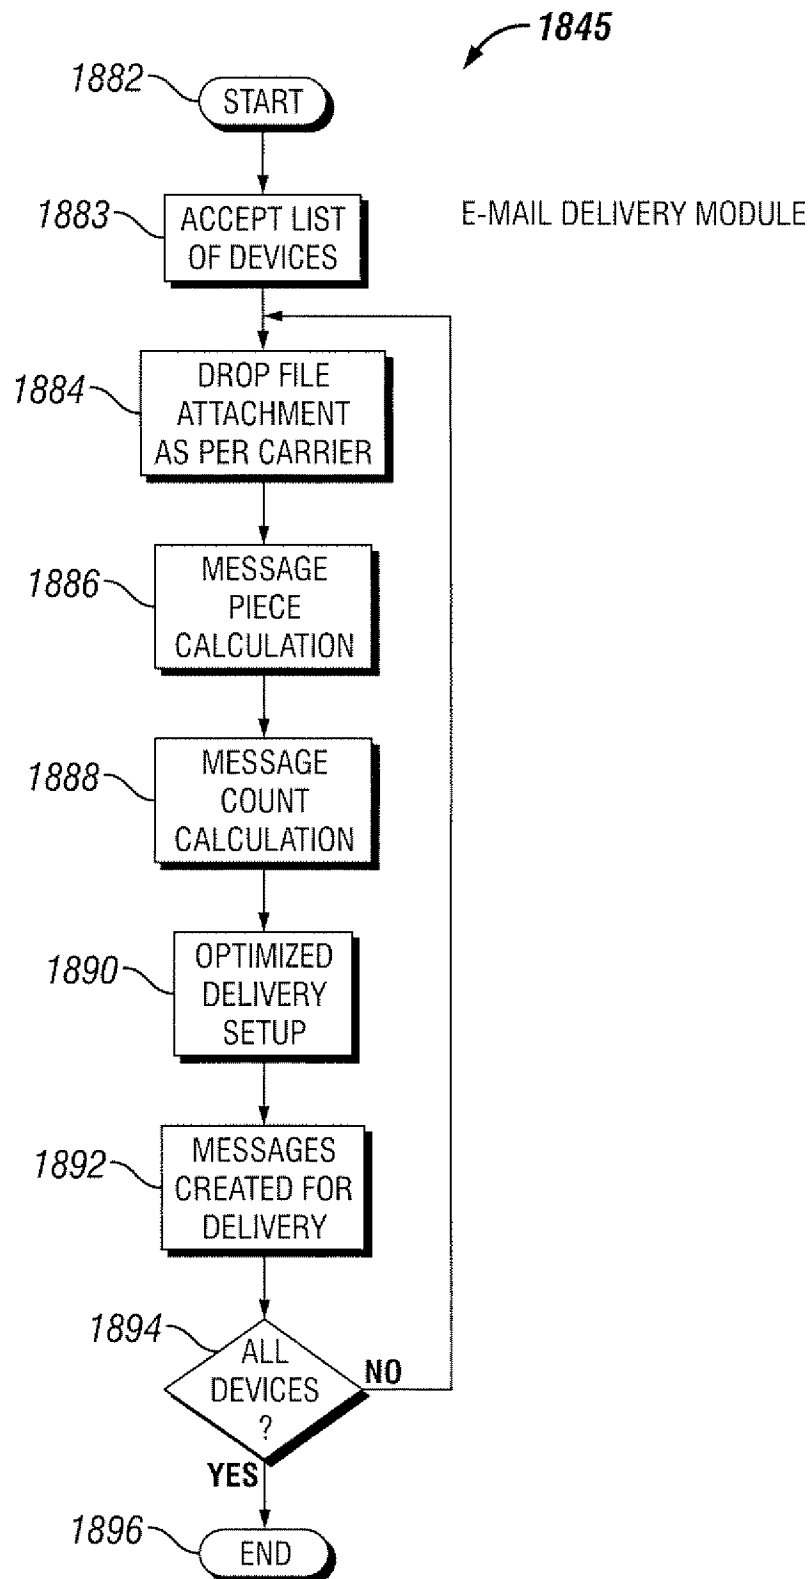 1845
1882
START
1883
ACCEPT LIST
OF DEVICES
E-MAIL DELIVERY MODULE
1884
DROP FILE
ATTACHMENT
AS PER CARRIER
1886
MESSAGE
PIECE
CALCULATION
1888
MESSAGE
COUNT
CALCULATION
1890
OPTIMIZED
DELIVERY
SETUP
1892
MESSAGES
CREATED FOR
DELIVERY
1894
ALL
DEVICES
?
NO
YES
1896
END